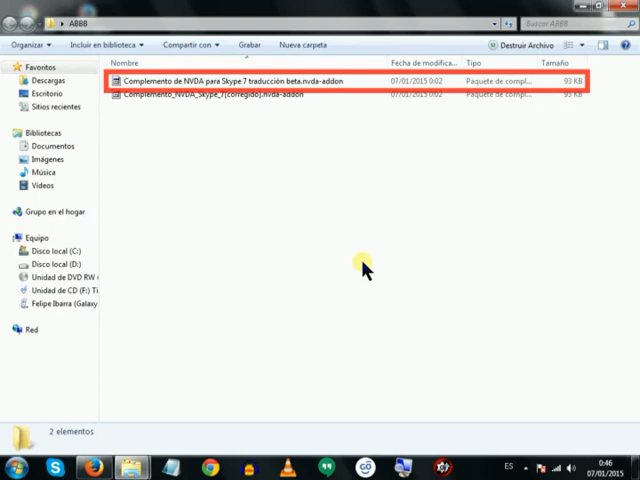 ABBB
Buscar ABBB
Organizar
Incluir en biblioteca
Compartir con
Grabar
Nueva carpeta
Destruir Archivo
Nombre
Fecha de modifica...
Tipo
Tamaño
Complemento de NVDA para Skype 7 traducción beta.nvda-addon
07/01/2015 0:02
Paquete de compl...
93 KB
Complemento_NVDA_Skype_7[corregido].nvda-addon
07/01/2015 0:02
Paquete de compl...
93 KB
Favoritos
Descargas
Escritorio
Sitios recientes
Bibliotecas
Documentos
Imágenes
Música
Vídeos
Grupo en el hogar
Equipo
Disco local (C:)
Disco local (D:)
Unidad de DVD RW
Unidad de CD (F:) Ti
Felipe Ibarra (Galaxy
Red
2 elementos
GO
ES
0:46
07/01/2015